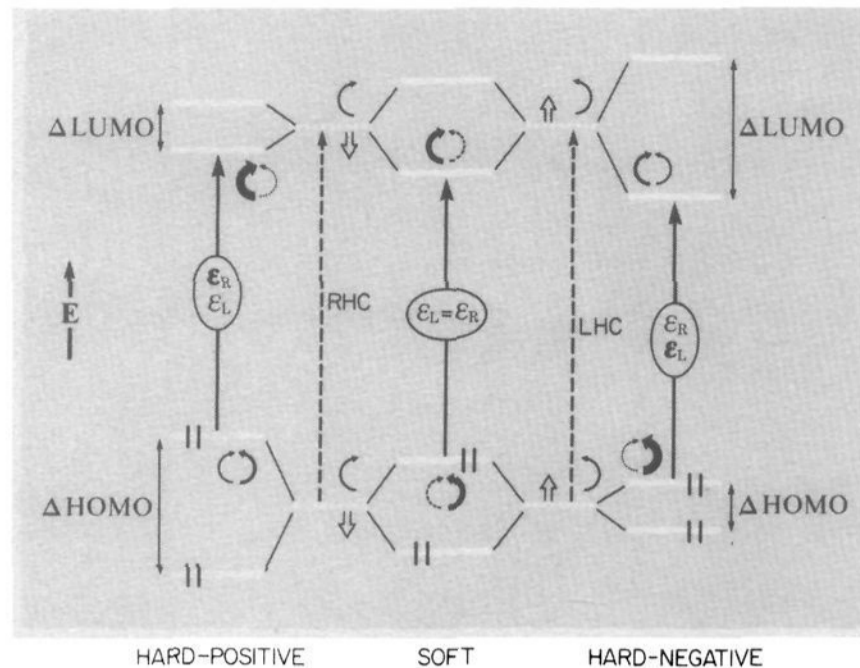 ΔLUMO
ΔLUMO
E
εR
εL
RHC
εL=εR
LHC
εR
εL
ΔHOMO
ΔHOMO
HARD-POSITIVE
SOFT
HARD-NEGATIVE